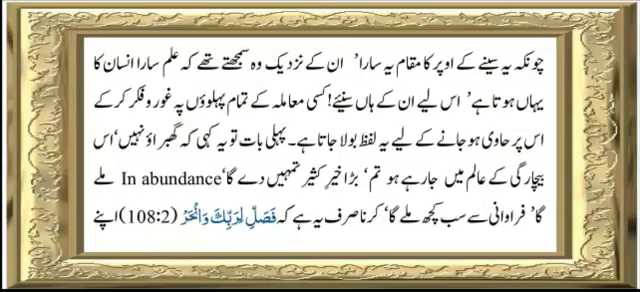 چونکہ یہ سینے کے اوپر کا مقام یہ سارا’ ان کے نزدیک وہ سمجھتے تھے کہ علم سارا انسان کا
یہاں ہوتا ہے’ اس لیے ان کے ہاں سنیئے! کسی معاملہ کے تمام پہلوؤں پہ غور و فکر کر کے
اس پر حاوی ہو جانے کے لیے یہ لفظ بولا جاتا ہے۔ پہلی بات تو یہ کہی کہ گھبراؤ نہیں’ اس
بیچارگی کے عالم میں جا رہے ہو تم’ بڑا خیرِ کثیر تمہیں دے گا’ In abundance ملے
گا’ فراوانی سے سب کچھ ملے گا’ کرنا صرف یہ ہے کہ فَصَلِّ لِرَبِّكَ وَانْحَرْ (108:2) اپنے